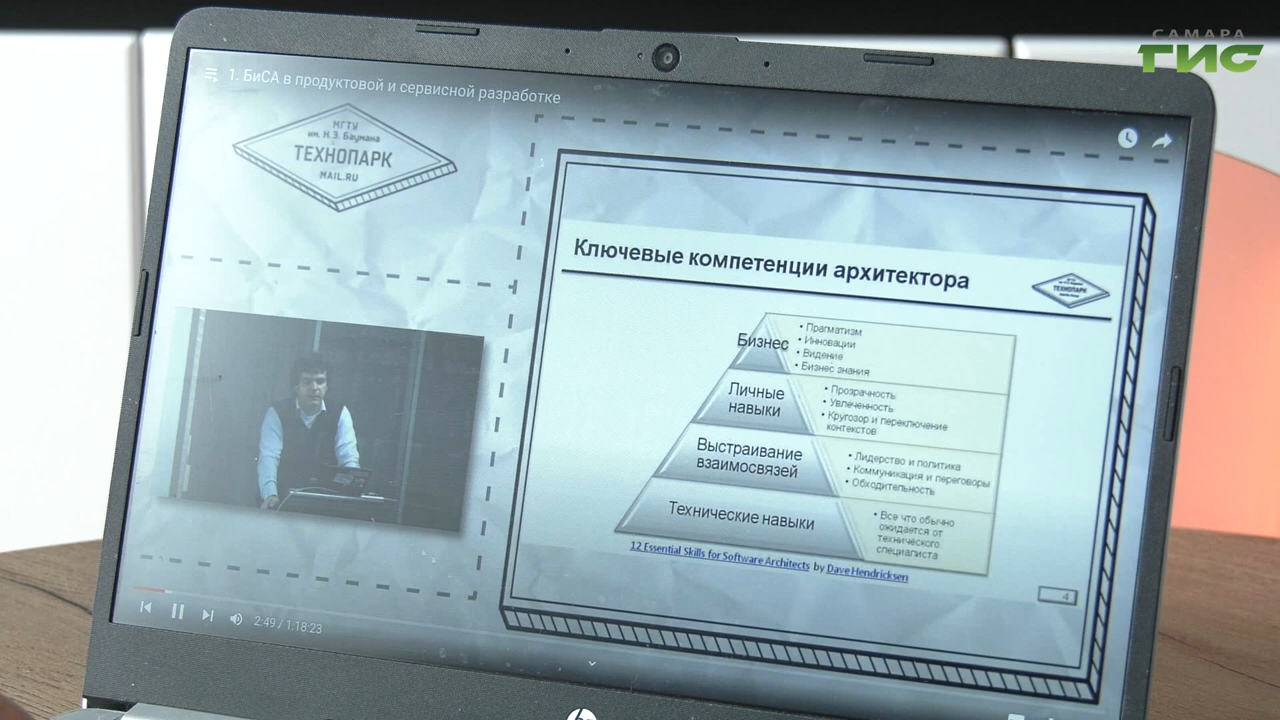 САМАРА
ГИС
1. БиСА в продуктовой и сервисной разработке
МГТУ
им. Н.Э. Баумана
ТЕХНОПАРК
MAIL.RU
Ключевые компетенции архитектора
ТЕХНОПАРК
Бизнес
• Прагматизм
• Инновации
• Видение
• Бизнес знания
Личные
навыки
• Прозрачность
• Увлеченность
• Кругозор и переключение
контекстов
Выстраивание
взаимосвязей
• Лидерство и политика
• Коммуникация и переговоры
• Обходительность
Технические навыки
• Все что обычно
ожидается от
технического
специалиста
12 Essential Skills for Software Architects by Dave Hendricksen
4
2:49 / 1:18:23
hp